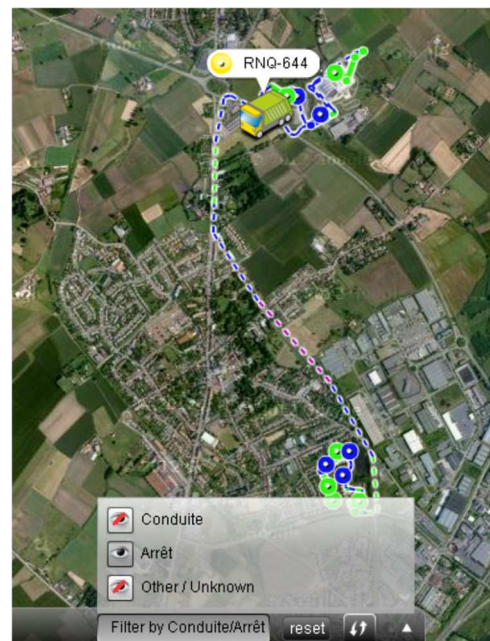 RNQ-644
Conduite
Arrêt
Other / Unknown
Filter by Conduite/Arrêt reset